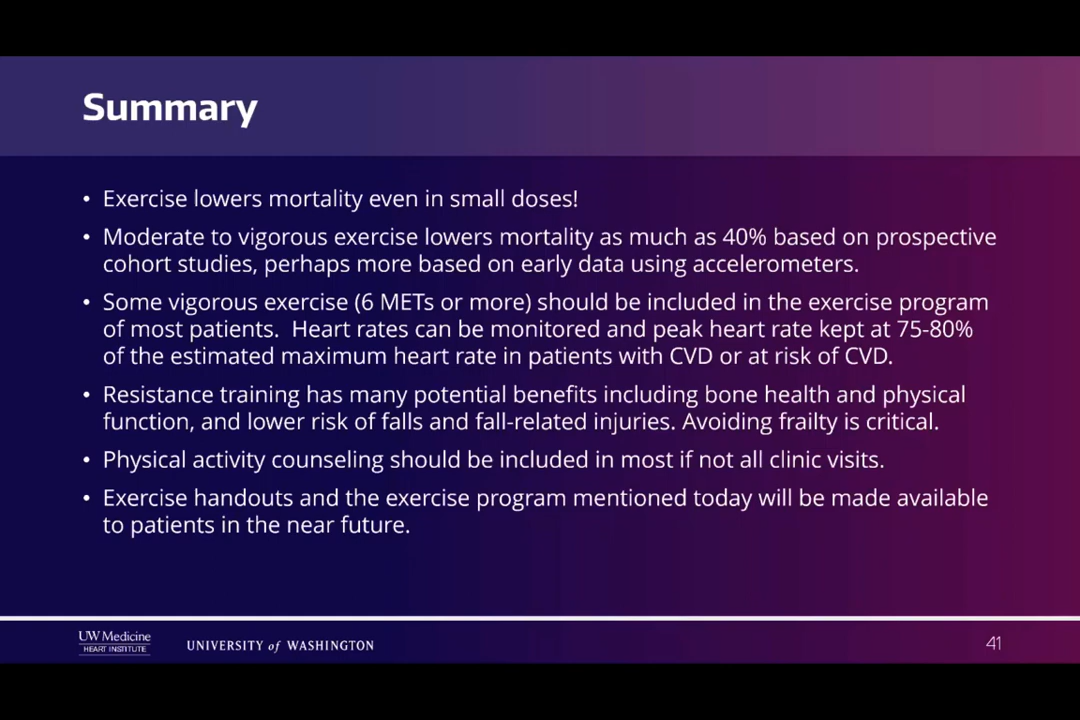 Summary
• Exercise lowers mortality even in small doses!
• Moderate to vigorous exercise lowers mortality as much as 40% based on prospective
cohort studies, perhaps more based on early data using accelerometers.
• Some vigorous exercise (6 METs or more) should be included in the exercise program
of most patients.  Heart rates can be monitored and peak heart rate kept at 75-80%
of the estimated maximum heart rate in patients with CVD or at risk of CVD.
• Resistance training has many potential benefits including bone health and physical
function, and lower risk of falls and fall-related injuries. Avoiding frailty is critical.
• Physical activity counseling should be included in most if not all clinic visits.
• Exercise handouts and the exercise program mentioned today will be made available
to patients in the near future.
UW Medicine
HEART INSTITUTE
UNIVERSITY of WASHINGTON
41